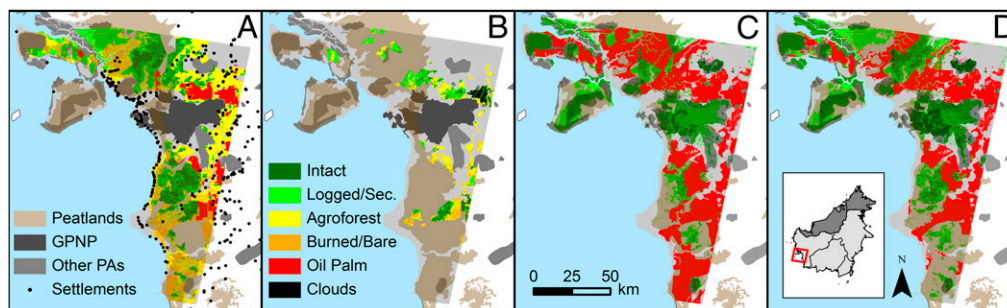 A
Peatlands
GPNP
Other PAs
Settlements
B
Intact
Logged/Sec.
Agroforest
Burned/Bare
Oil Palm
Clouds
C
0 25 50
km
D
N